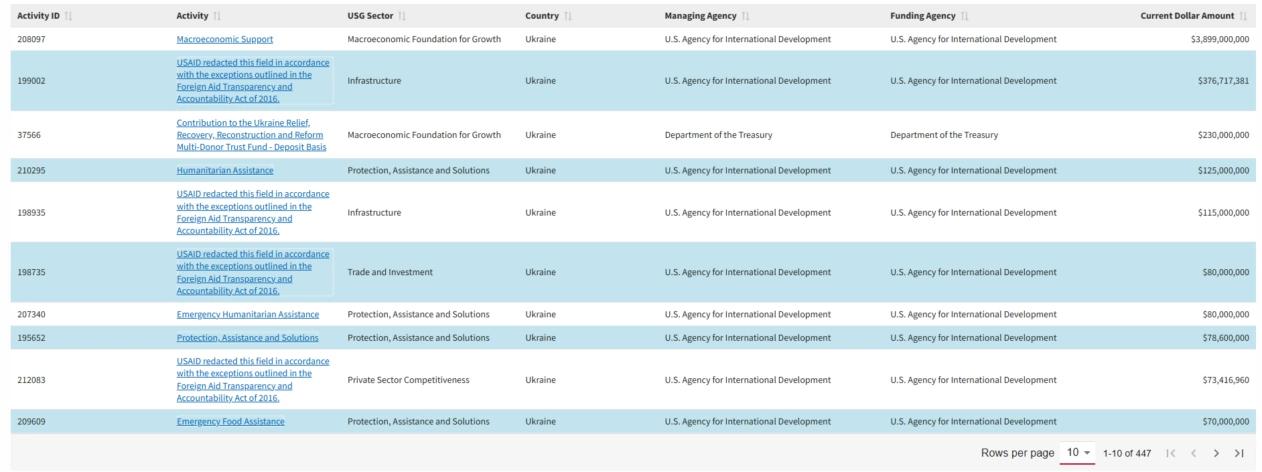 Activity ID Activity USG Sector Country Managing Agency Funding Agency Current Dollar Amount
208097 Macroeconomic Support Macroeconomic Foundation for Growth Ukraine U.S. Agency for International Development U.S. Agency for International Development $3,899,000,000
USAID redacted this field in accordance
with the exceptions outlined in the
199002 Infrastructure Ukraine U.S. Agency for International Development U.S. Agency for International Development $376,717,381
Foreign Aid Transparency and
Accountability Act of 2016.
Contribution to the Ukraine Relief,
37566 Recovery, Reconstruction and Reform Macroeconomic Foundation for Growth Ukraine Department of the Treasury Department of the Treasury $230,000,000
Multi-Donor Trust Fund - Deposit Basis
210295 Humanitarian Assistance Protection, Assistance and Solutions Ukraine U.S. Agency for International Development U.S. Agency for International Development $125,000,000
USAID redacted this field in accordance
with the exceptions outlined in the
198935 Infrastructure Ukraine U.S. Agency for International Development U.S. Agency for International Development $115,000,000
Foreign Aid Transparency and
Accountability Act of 2016.
USAID redacted this field in accordance
with the exceptions outlined in the
198735 Trade and Investment Ukraine U.S. Agency for International Development U.S. Agency for International Development $80,000,000
Foreign Aid Transparency and
Accountability Act of 2016.
207340 Emergency Humanitarian Assistance Protection, Assistance and Solutions Ukraine U.S. Agency for International Development U.S. Agency for International Development $80,000,000
195652 Protection, Assistance and Solutions Protection, Assistance and Solutions Ukraine U.S. Agency for International Development U.S. Agency for International Development $78,600,000
USAID redacted this field in accordance
with the exceptions outlined in the
212083 Private Sector Competitiveness Ukraine U.S. Agency for International Development U.S. Agency for International Development $73,416,960
Foreign Aid Transparency and
Accountability Act of 2016.
209609 Emergency Food Assistance Protection, Assistance and Solutions Ukraine U.S. Agency for International Development U.S. Agency for International Development $70,000,000
Rows per page 10 1-10 of 447